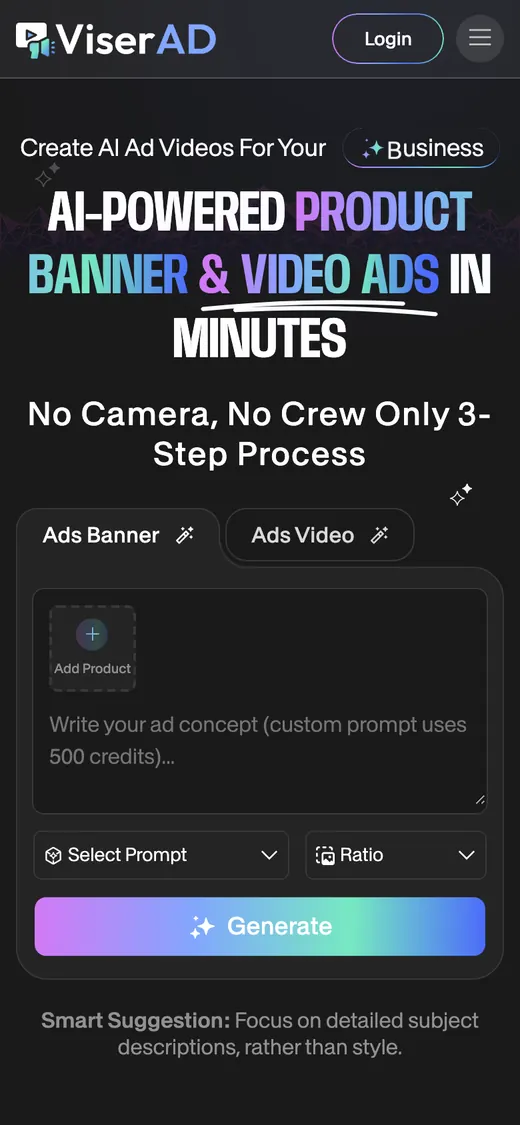 ViserAD
Login
Create AI Ad Videos For Your Business
AI-POWERED PRODUCT
BANNER & VIDEO ADS IN
MINUTES
No Camera, No Crew Only 3-
Step Process
Ads Banner
Ads Video
Add Product
Write your ad concept (custom prompt uses
500 credits)...
Select Prompt
Ratio
Generate
Smart Suggestion: Focus on detailed subject
descriptions, rather than style.